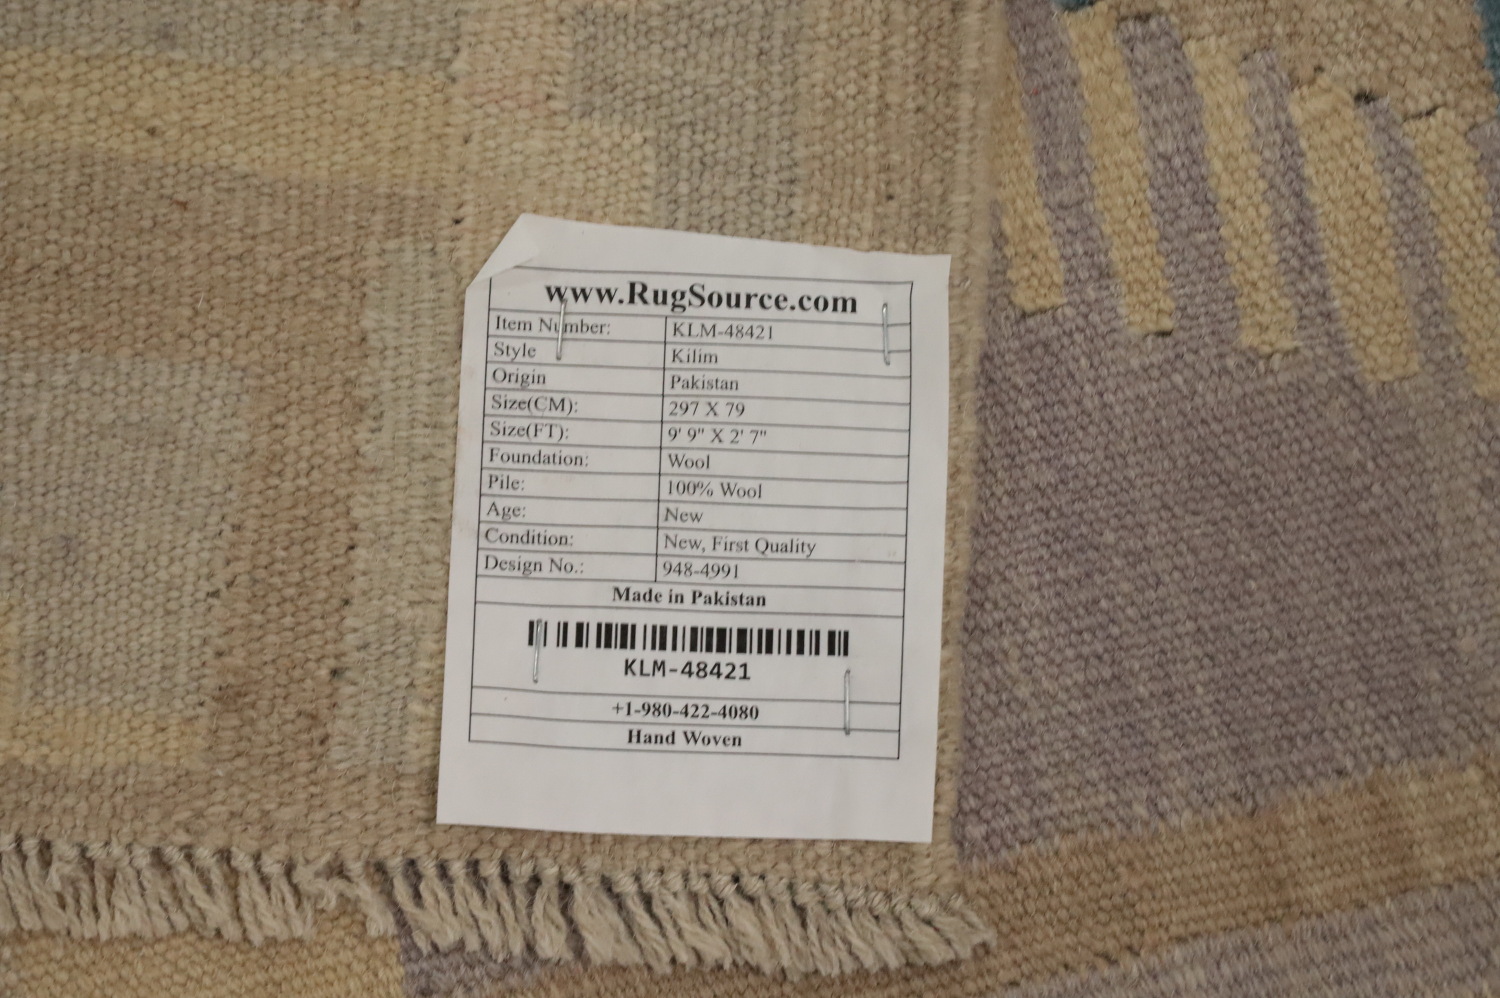 www.RugSource.com
Item Number: KLM-48421
Style Kilim
Origin Pakistan
Size(CM): 297 X 79
Size(FT): 9' 9" X 2' 7"
Foundation: Wool
Pile: 100% Wool
Age: New
Condition: New, First Quality
Design No.: 948-4991
Made in Pakistan
KLM-48421
+1-980-422-4080
Hand Woven